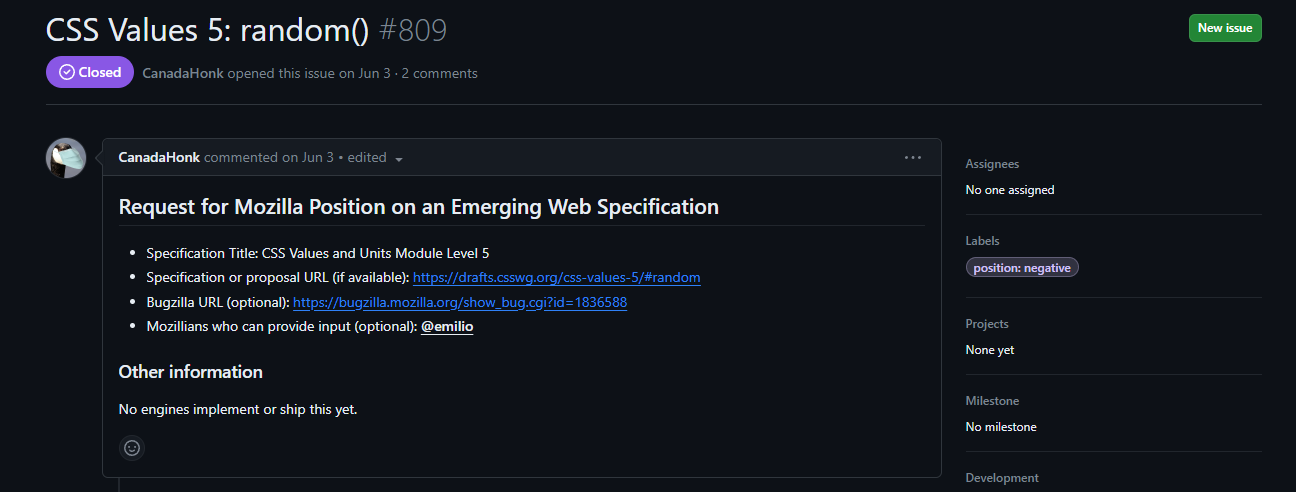 CSS Values 5: random() #809
New issue
Closed
CanadaHonk opened this issue on Jun 3 · 2 comments
CanadaHonk commented on Jun 3 • edited
Request for Mozilla Position on an Emerging Web Specification
• Specification Title: CSS Values and Units Module Level 5
• Specification or proposal URL (if available): https://drafts.csswg.org/css-values-5/#random
• Bugzilla URL (optional): https://bugzilla.mozilla.org/show_bug.cgi?id=1836588
• Mozillians who can provide input (optional): @emilio
Other information
No engines implement or ship this yet.
Assignees
No one assigned
Labels
position: negative
Projects
None yet
Milestone
No milestone
Development